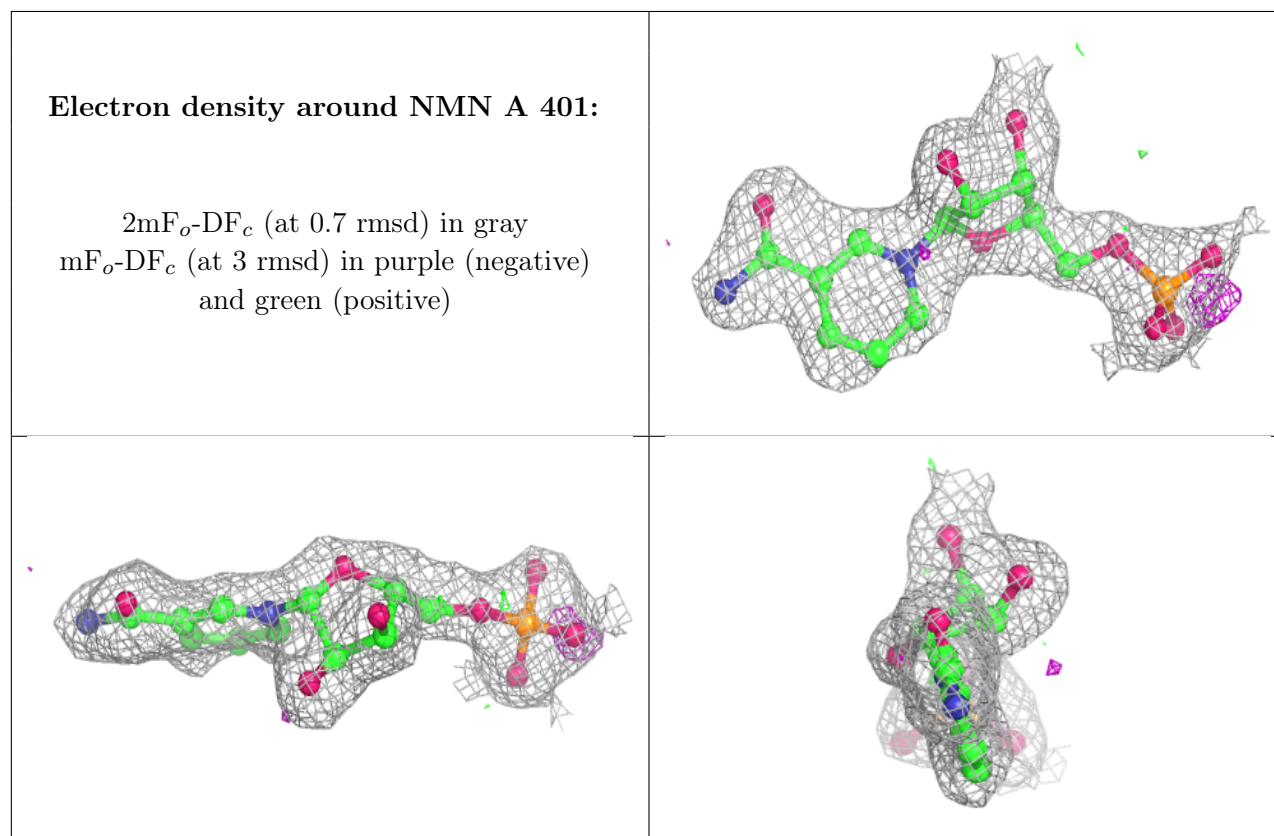 Electron density around NMN A 401:
2mFo-DFc (at 0.7 rmsd) in gray
mFo-DFc (at 3 rmsd) in purple (negative)
and green (positive)